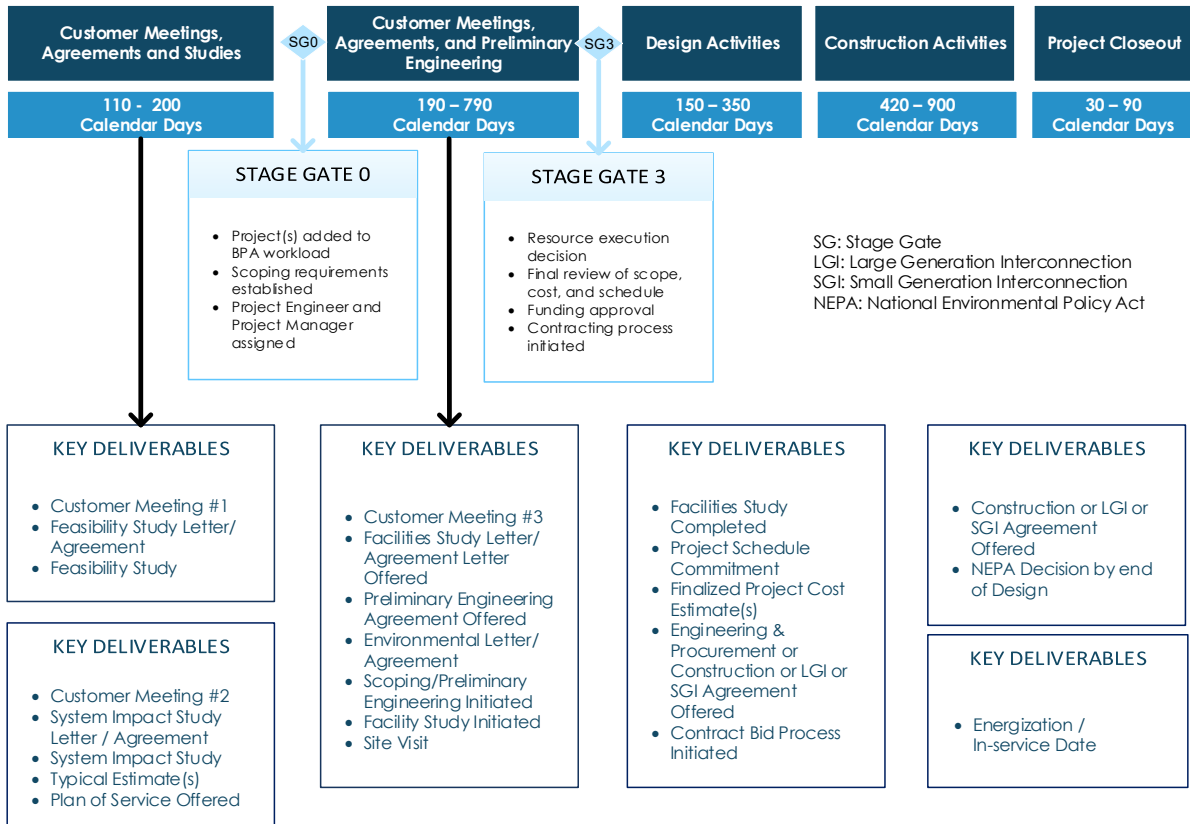 Customer Meetings,
Agreements and Studies
SG0
Customer Meetings,
Agreements, and Preliminary
Engineering
SG3
Design Activities
Construction Activities
Project Closeout
110 - 200
Calendar Days
190 – 790
Calendar Days
150 – 350
Calendar Days
420 – 900
Calendar Days
30 – 90
Calendar Days
STAGE GATE 0
• Project(s) added to
BPA workload
• Scoping requirements
established
• Project Engineer and
Project Manager
assigned
STAGE GATE 3
• Resource execution
decision
• Final review of scope,
cost, and schedule
• Funding approval
• Contracting process
initiated
SG: Stage Gate
LGI: Large Generation Interconnection
SGI: Small Generation Interconnection
NEPA: National Environmental Policy Act
KEY DELIVERABLES
• Customer Meeting #1
• Feasibility Study Letter/
Agreement
• Feasibility Study
KEY DELIVERABLES
• Customer Meeting #2
• System Impact Study
Letter / Agreement
• System Impact Study
• Typical Estimate(s)
• Plan of Service Offered
KEY DELIVERABLES
• Customer Meeting #3
• Facilities Study Letter/
Agreement Letter
Offered
• Preliminary Engineering
Agreement Offered
• Environmental Letter/
Agreement
• Scoping/Preliminary
Engineering Initiated
• Facility Study Initiated
• Site Visit
KEY DELIVERABLES
• Facilities Study
Completed
• Project Schedule
Commitment
• Finalized Project Cost
Estimate(s)
• Engineering &
Procurement or
Construction or LGI or
SGI Agreement
Offered
• Contract Bid Process
Initiated
KEY DELIVERABLES
• Construction or LGI or
SGI Agreement
Offered
• NEPA Decision by end
of Design
KEY DELIVERABLES
• Energization /
In-service Date